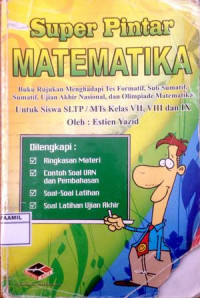 Super Pintar
MATEMATIKA
Buku Rujukan Menghadapi Tes Formatif, Sub Sumatif,
Sumatif, Ujian Akhir Nasional, dan Olimpiade Matematika
Untuk Siswa SLTP / MTs Kelas VII, VIII dan IX
Oleh : Estien Yazid
Dilengkapi :
Ringkasan Materi
Contoh Soal UAN
dan Pembahasan
Soal-Soal Latihan
Soal Latihan Ujian Akhir